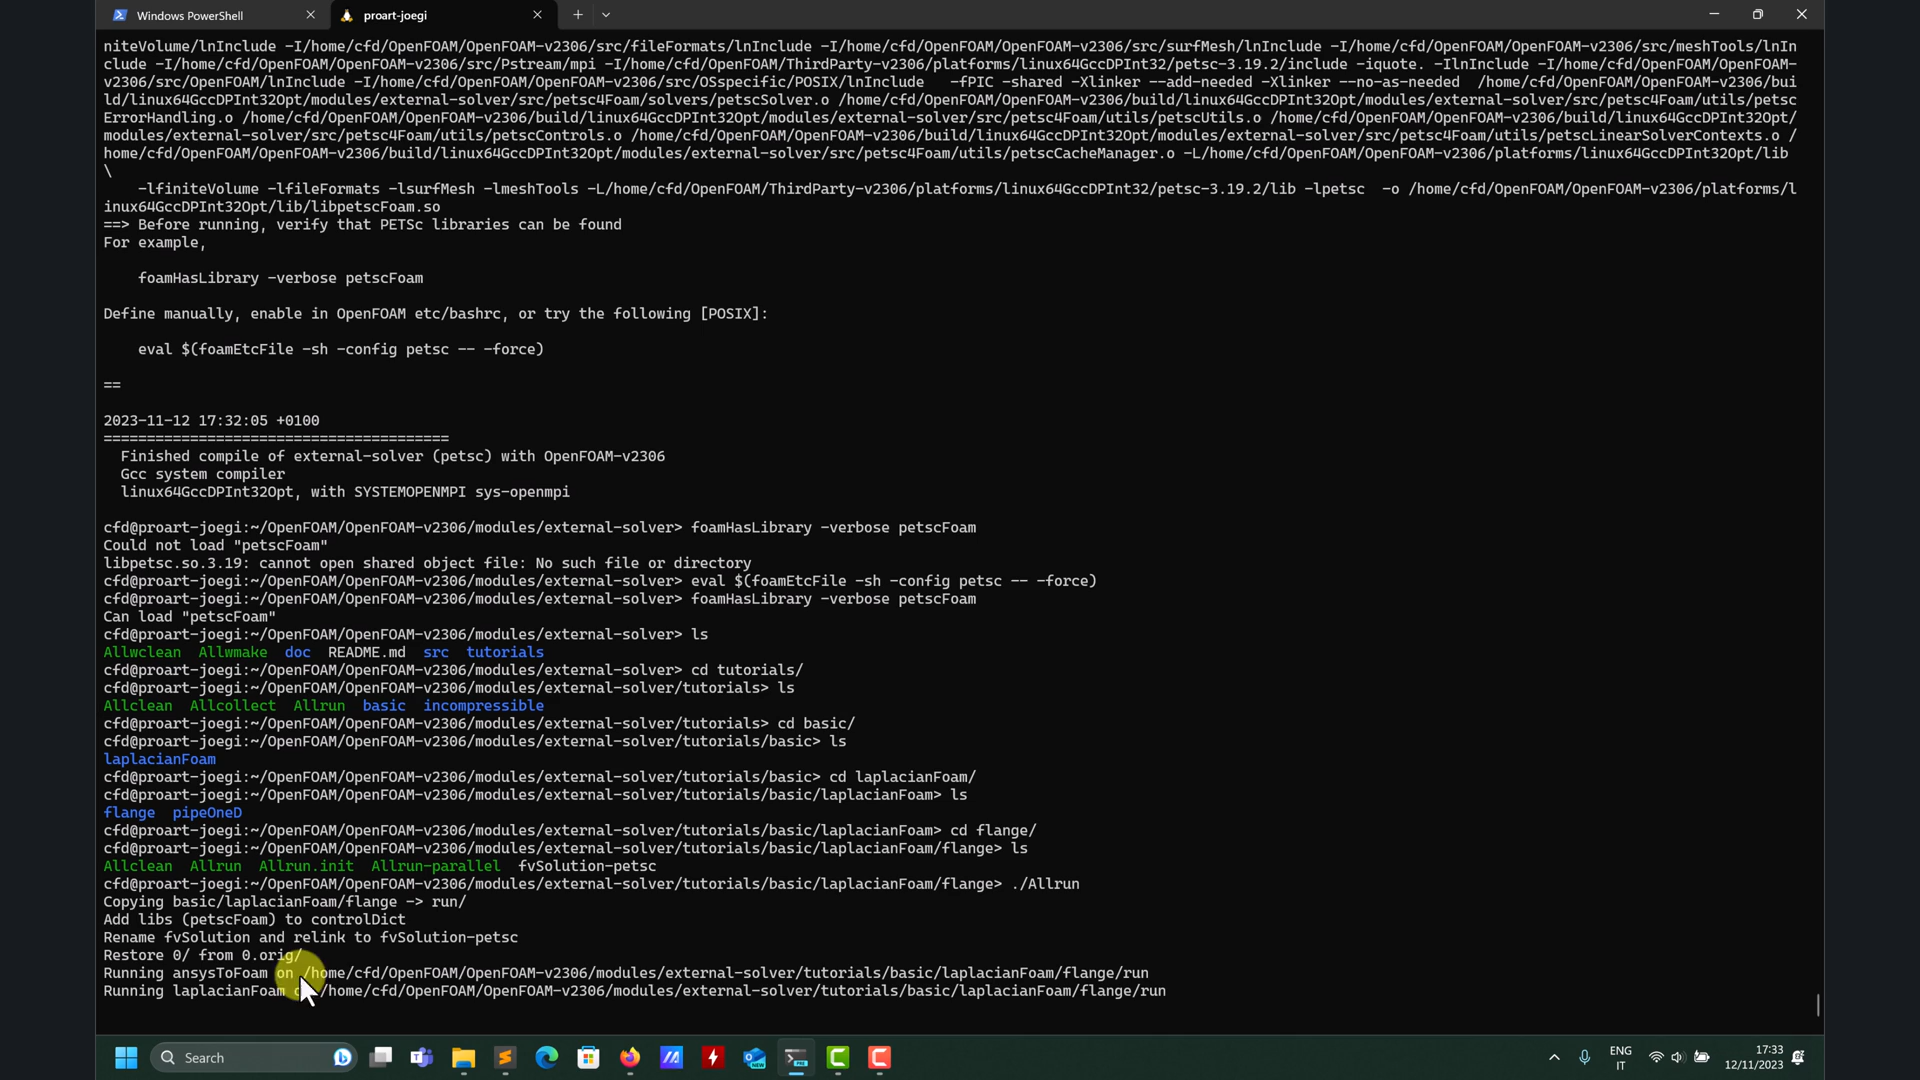 Windows PowerShell
proart-joegi
niteVolume/lnInclude -I/home/cfd/OpenFOAM/OpenFOAM-v2306/src/fileFormats/lnInclude -I/home/cfd/OpenFOAM/OpenFOAM-v2306/src/surfMesh/lnInclude -I/home/cfd/OpenFOAM/OpenFOAM-v2306/src/meshTools/lnIn
clude -I/home/cfd/OpenFOAM/OpenFOAM-v2306/src/Pstream/mpi -I/home/cfd/OpenFOAM/ThirdParty-v2306/platforms/linux64GccDPInt32/petsc-3.19.2/include -iquote. -IlnInclude -I/home/cfd/OpenFOAM/OpenFOAM-
v2306/src/OpenFOAM/lnInclude -I/home/cfd/OpenFOAM/OpenFOAM-v2306/src/OSspecific/POSIX/lnInclude   -fPIC -shared -Xlinker --add-needed -Xlinker --no-as-needed  /home/cfd/OpenFOAM/OpenFOAM-v2306/bui
ld/linux64GccDPInt32Opt/modules/external-solver/src/petsc4Foam/solvers/petscSolver.o /home/cfd/OpenFOAM/OpenFOAM-v2306/build/linux64GccDPInt32Opt/modules/external-solver/src/petsc4Foam/utils/petsc
ErrorHandling.o /home/cfd/OpenFOAM/OpenFOAM-v2306/build/linux64GccDPInt32Opt/modules/external-solver/src/petsc4Foam/utils/petscUtils.o /home/cfd/OpenFOAM/OpenFOAM-v2306/build/linux64GccDPInt32Opt/
modules/external-solver/src/petsc4Foam/utils/petscControls.o /home/cfd/OpenFOAM/OpenFOAM-v2306/build/linux64GccDPInt32Opt/modules/external-solver/src/petsc4Foam/utils/petscLinearSolverContexts.o /
home/cfd/OpenFOAM/OpenFOAM-v2306/build/linux64GccDPInt32Opt/modules/external-solver/src/petsc4Foam/utils/petscCacheManager.o -L/home/cfd/OpenFOAM/OpenFOAM-v2306/platforms/linux64GccDPInt32Opt/lib
\
    -lfiniteVolume -lfileFormats -lsurfMesh -lmeshTools -L/home/cfd/OpenFOAM/ThirdParty-v2306/platforms/linux64GccDPInt32/petsc-3.19.2/lib -lpetsc  -o /home/cfd/OpenFOAM/OpenFOAM-v2306/platforms/l
inux64GccDPInt32Opt/lib/libpetscFoam.so
==> Before running, verify that PETSc libraries can be found
For example,
    foamHasLibrary -verbose petscFoam
Define manually, enable in OpenFOAM etc/bashrc, or try the following [POSIX]:
    eval $(foamEtcFile -sh -config petsc -- -force)
==
2023-11-12 17:32:05 +0100
========================================
  Finished compile of external-solver (petsc) with OpenFOAM-v2306
  Gcc system compiler
  linux64GccDPInt32Opt, with SYSTEMOPENMPI sys-openmpi
cfd@proart-joegi:~/OpenFOAM/OpenFOAM-v2306/modules/external-solver> foamHasLibrary -verbose petscFoam
Could not load "petscFoam"
libpetsc.so.3.19: cannot open shared object file: No such file or directory
cfd@proart-joegi:~/OpenFOAM/OpenFOAM-v2306/modules/external-solver> eval $(foamEtcFile -sh -config petsc -- -force)
cfd@proart-joegi:~/OpenFOAM/OpenFOAM-v2306/modules/external-solver> foamHasLibrary -verbose petscFoam
Can load "petscFoam"
cfd@proart-joegi:~/OpenFOAM/OpenFOAM-v2306/modules/external-solver> ls
Allwclean  Allwmake  doc  README.md  src  tutorials
cfd@proart-joegi:~/OpenFOAM/OpenFOAM-v2306/modules/external-solver> cd tutorials/
cfd@proart-joegi:~/OpenFOAM/OpenFOAM-v2306/modules/external-solver/tutorials> ls
Allclean  Allcollect  Allrun  basic  incompressible
cfd@proart-joegi:~/OpenFOAM/OpenFOAM-v2306/modules/external-solver/tutorials> cd basic/
cfd@proart-joegi:~/OpenFOAM/OpenFOAM-v2306/modules/external-solver/tutorials/basic> ls
laplacianFoam
cfd@proart-joegi:~/OpenFOAM/OpenFOAM-v2306/modules/external-solver/tutorials/basic> cd laplacianFoam/
cfd@proart-joegi:~/OpenFOAM/OpenFOAM-v2306/modules/external-solver/tutorials/basic/laplacianFoam> ls
flange  pipeOneD
cfd@proart-joegi:~/OpenFOAM/OpenFOAM-v2306/modules/external-solver/tutorials/basic/laplacianFoam> cd flange/
cfd@proart-joegi:~/OpenFOAM/OpenFOAM-v2306/modules/external-solver/tutorials/basic/laplacianFoam/flange> ls
Allclean  Allrun  Allrun.init  Allrun-parallel  fvSolution-petsc
cfd@proart-joegi:~/OpenFOAM/OpenFOAM-v2306/modules/external-solver/tutorials/basic/laplacianFoam/flange> ./Allrun
Copying basic/laplacianFoam/flange -> run/
Add libs (petscFoam) to controlDict
Rename fvSolution and relink to fvSolution-petsc
Restore 0/ from 0.orig/
Running ansysToFoam on /home/cfd/OpenFOAM/OpenFOAM-v2306/modules/external-solver/tutorials/basic/laplacianFoam/flange/run
Running laplacianFoam /home/cfd/OpenFOAM/OpenFOAM-v2306/modules/external-solver/tutorials/basic/laplacianFoam/flange/run
Search
NEW
PRE
ENG
IT
17:33
12/11/2023